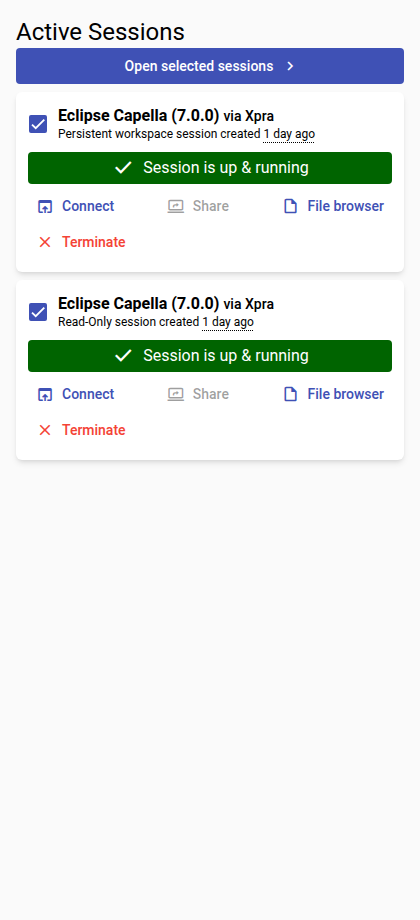 Active Sessions
Open selected sessions
Eclipse Capella (7.0.0) via Xpra
Persistent workspace session created 1 day ago
Session is up & running
Connect Share File browser
Terminate
Eclipse Capella (7.0.0) via Xpra
Read-Only session created 1 day ago
Session is up & running
Connect Share File browser
Terminate